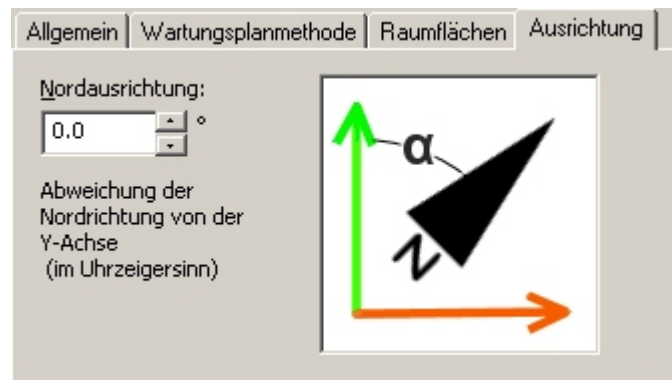 Allgemein Wartungsplanmethode Raumflächen Ausrichtung
Nordausrichtung:
0.0 °
α
Abweichung der
Nordrichtung von der
Y-Achse
(im Uhrzeigersinn)
N